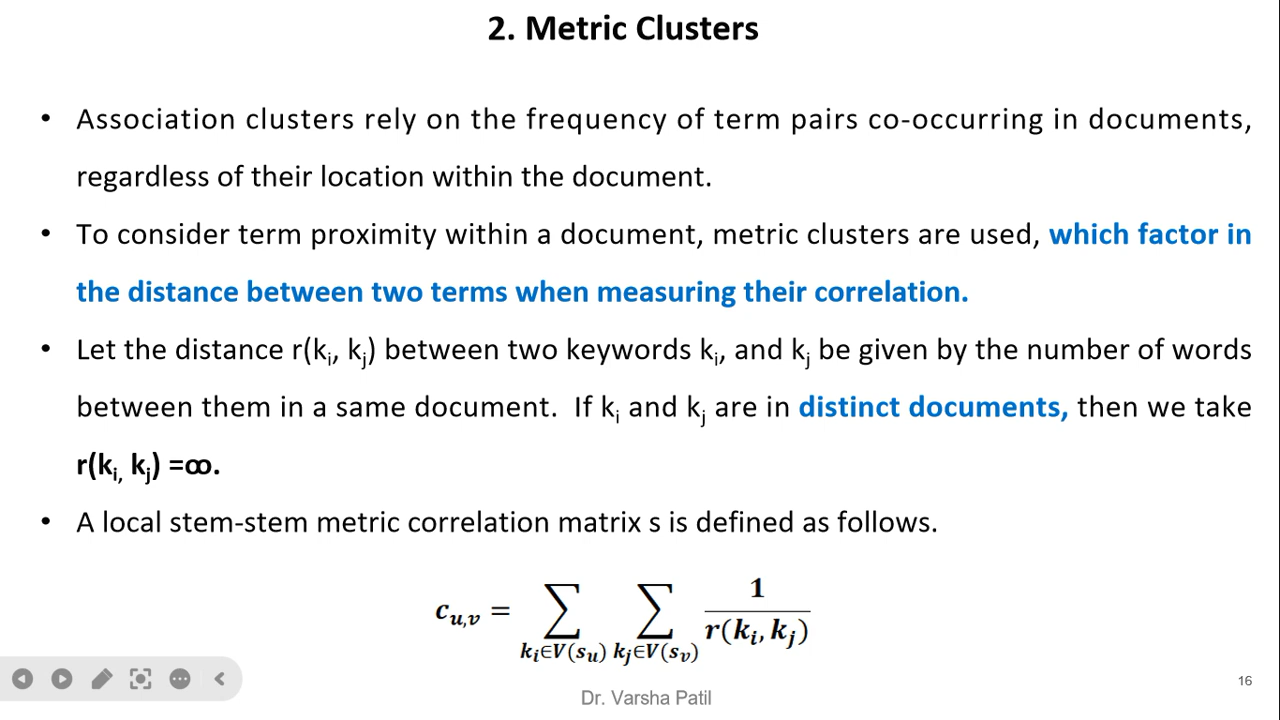 2. Metric Clusters
• Association clusters rely on the frequency of term pairs co-occurring in documents,
regardless of their location within the document.
• To consider term proximity within a document, metric clusters are used, which factor in
the distance between two terms when measuring their correlation.
• Let the distance r(kᵢ, kⱼ) between two keywords kᵢ, and kⱼ be given by the number of words
between them in a same document. If kᵢ and kⱼ are in distinct documents, then we take
r(kᵢ, kⱼ) =∞.
• A local stem-stem metric correlation matrix s is defined as follows.
c_{u,v} = ∑_{kᵢ∈V(s_u)} ∑_{kⱼ∈V(s_v)} 1 / r(kᵢ, kⱼ)
16
Dr. Varsha Patil